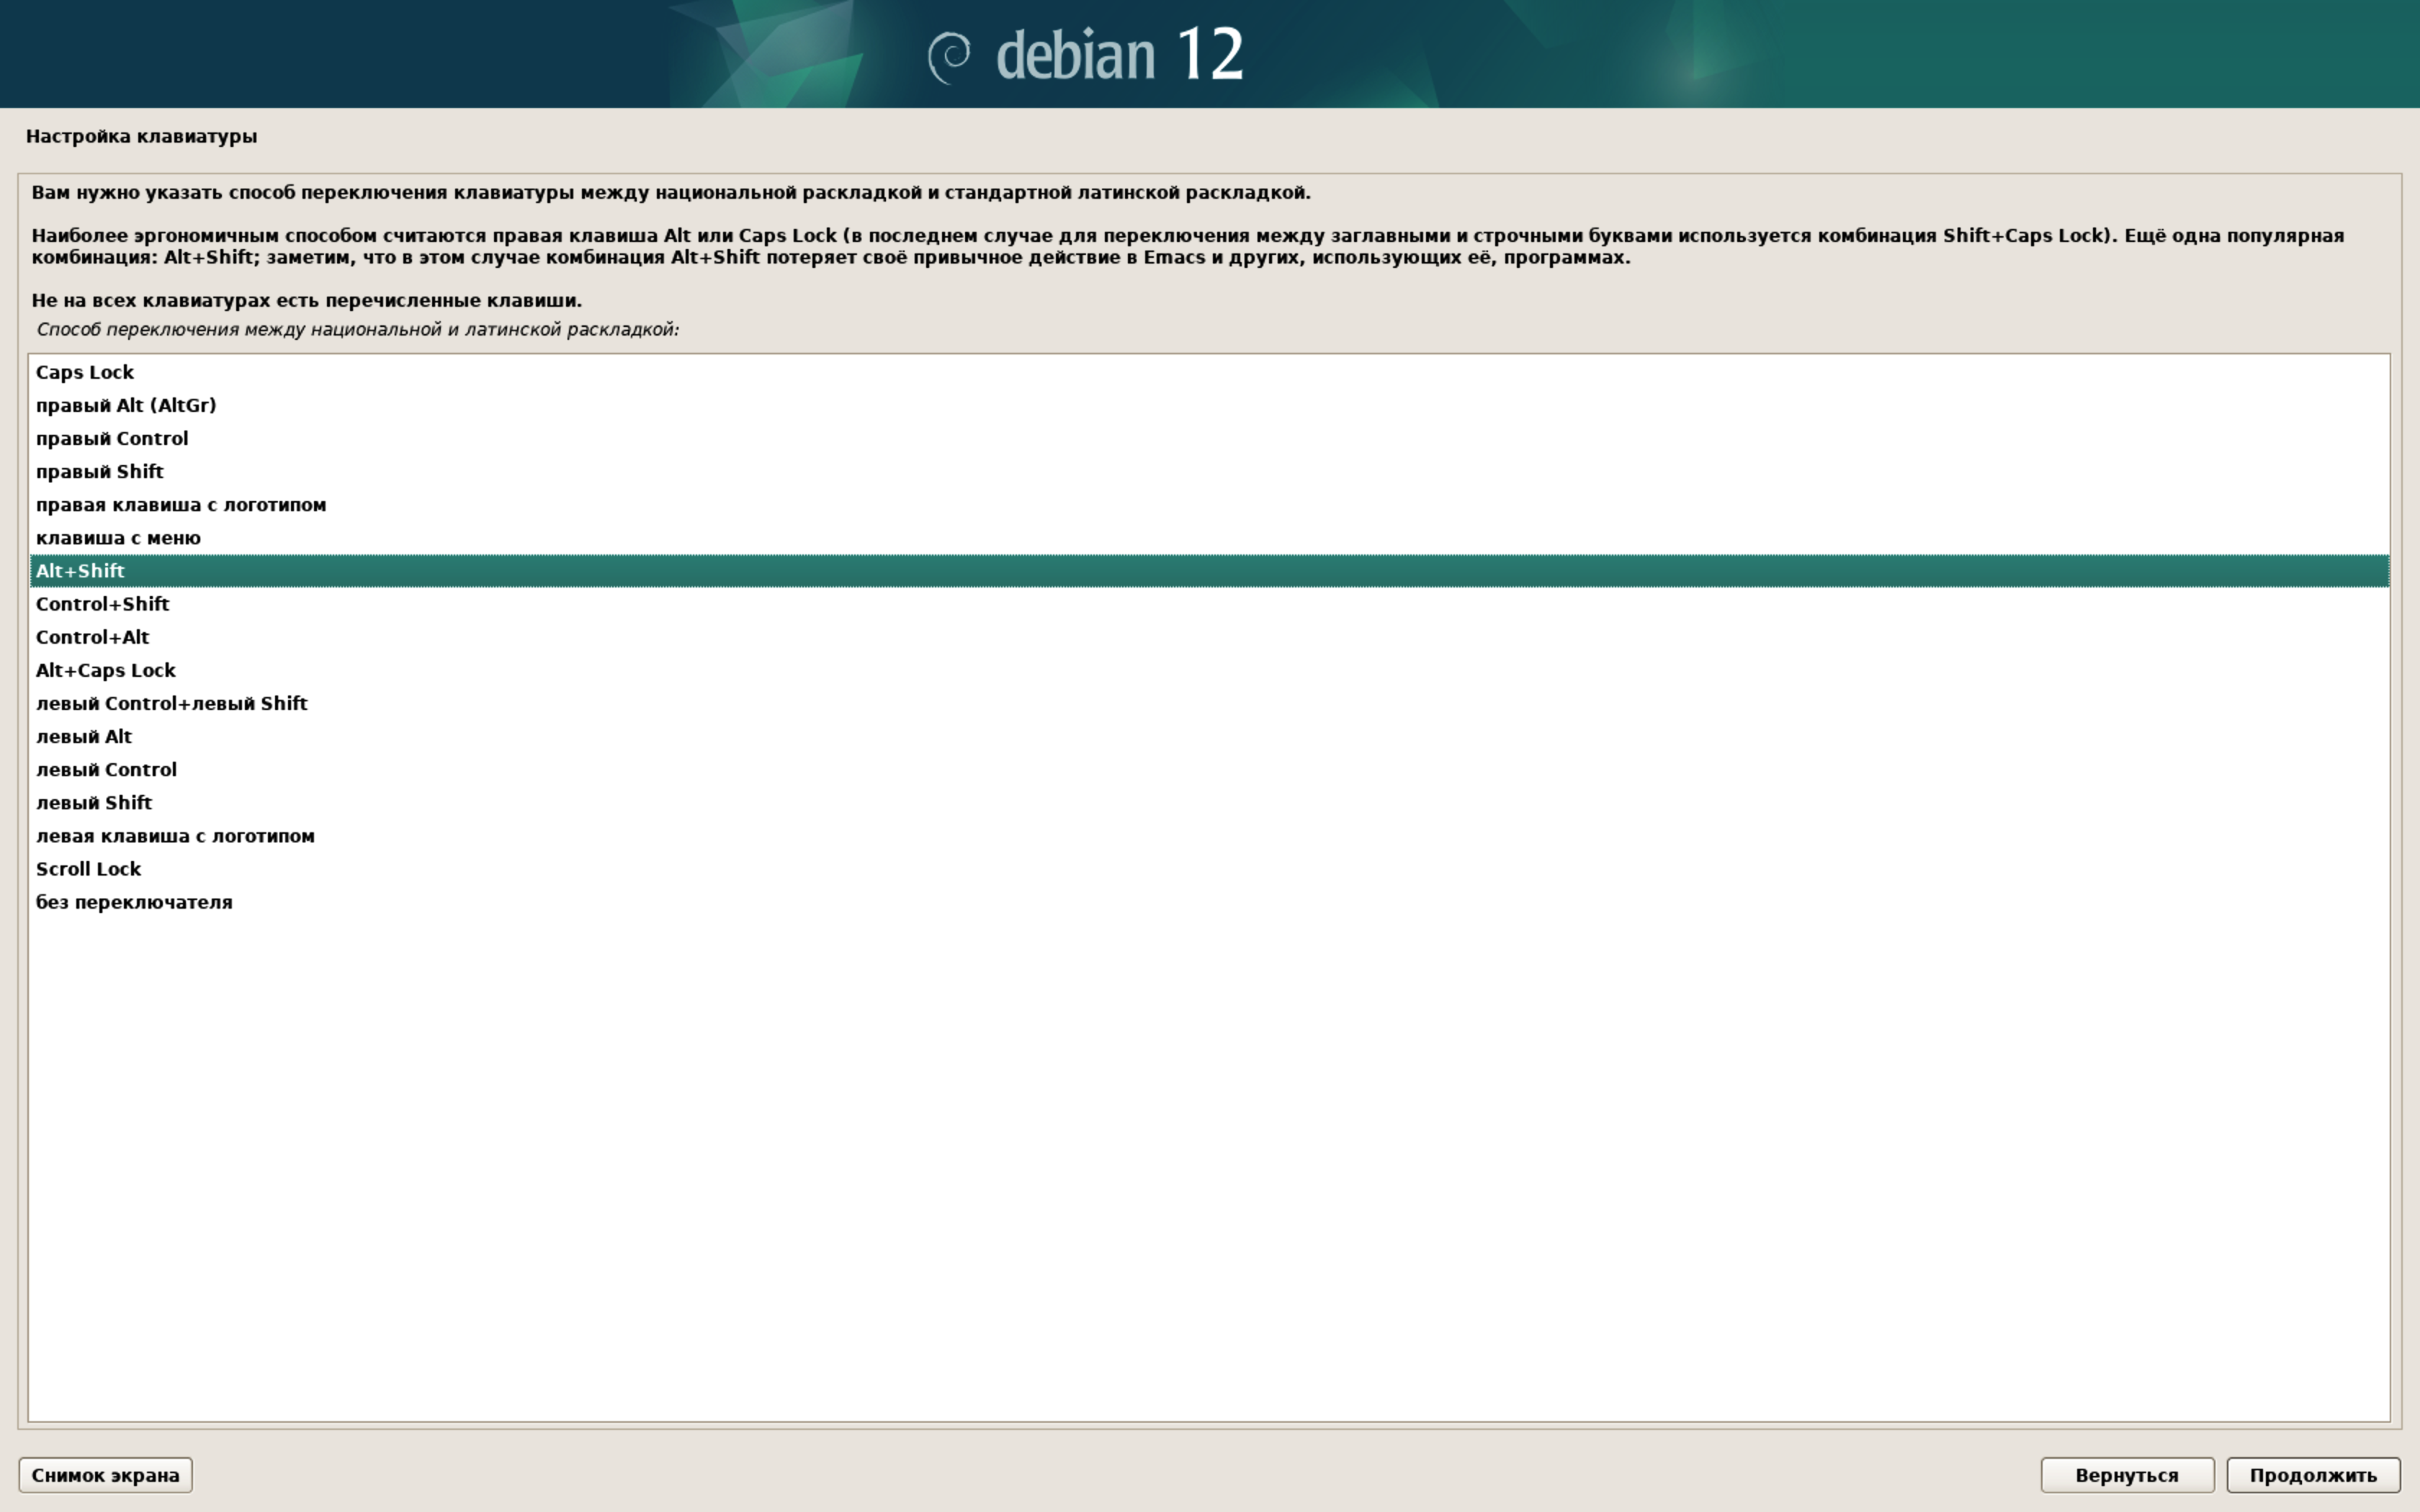 debian 12
Настройка клавиатуры
Вам нужно указать способ переключения клавиатуры между национальной раскладкой и стандартной латинской раскладкой.
Наиболее эргономичным способом считаются правая клавиша Alt или Caps Lock (в последнем случае для переключения между заглавными и строчными буквами используется комбинация Shift+Caps Lock). Ещё одна популярная
комбинация: Alt+Shift; заметим, что в этом случае комбинация Alt+Shift потеряет своё привычное действие в Emacs и других, использующих её, программах.
Не на всех клавиатурах есть перечисленные клавиши.
Способ переключения между национальной и латинской раскладкой:
Caps Lock
правый Alt (AltGr)
правый Control
правый Shift
правая клавиша с логотипом
клавиша с меню
Alt+Shift
Control+Shift
Control+Alt
Alt+Caps Lock
левый Control+левый Shift
левый Alt
левый Control
левый Shift
левая клавиша с логотипом
Scroll Lock
без переключателя
Снимок экрана
Вернуться
Продолжить